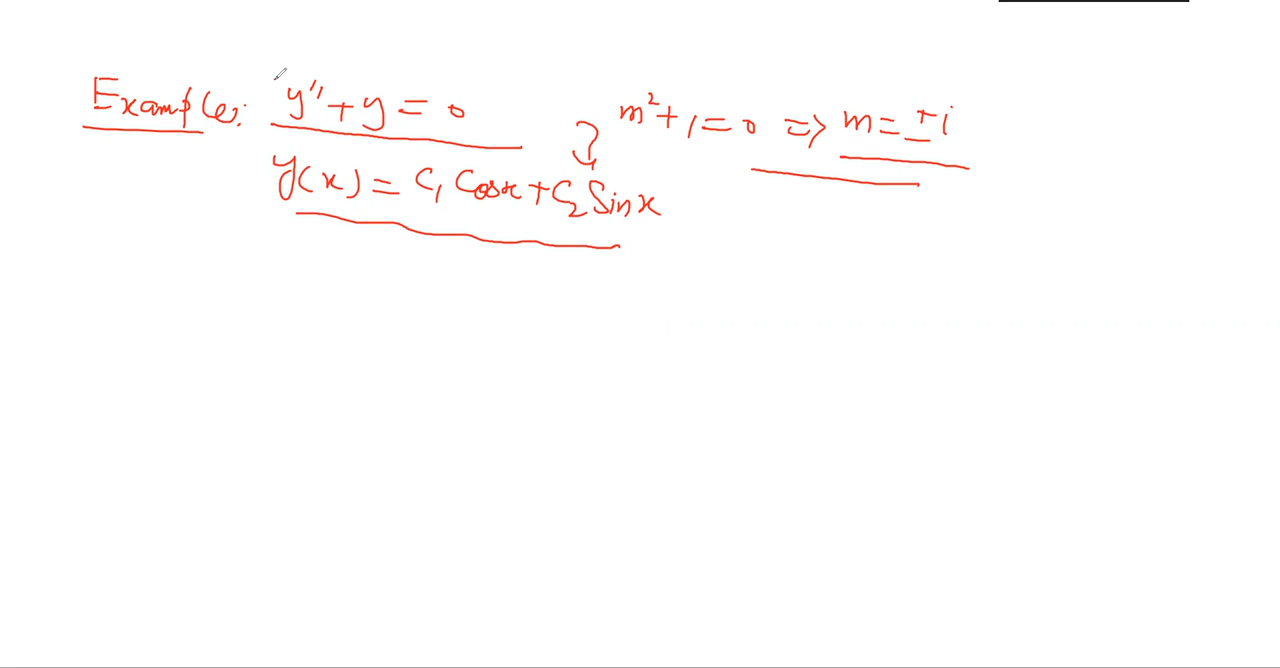 Example: y'' + y = 0 m² + 1 = 0 ⇒ m = ± i
y(x) = C₁ Cosx + C₂ Sinx